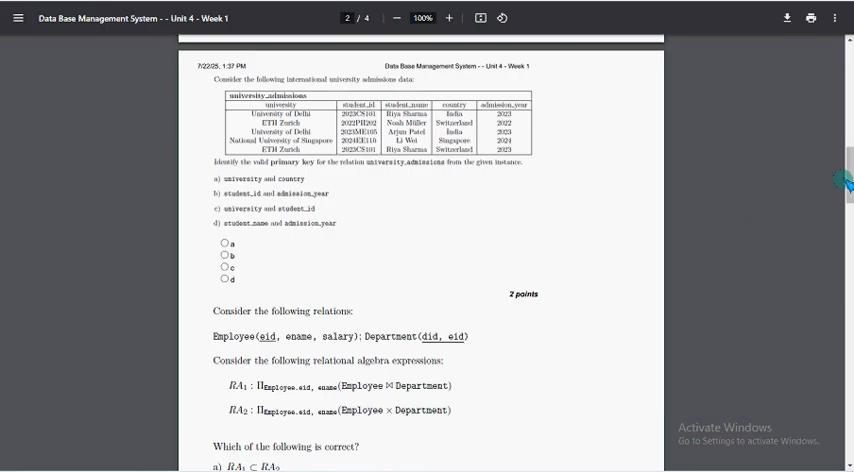 Data Base Management System - - Unit 4 - Week 1
2 / 4
100%
7/22/25, 1:37 PM
Data Base Management System - - Unit 4 - Week 1
Consider the following international university admissions data:
university_admissions
university student_id student_name country admission_year
University of Delhi 2023CS101 Riya Sharma India 2023
ETH Zurich 2022PH202 Noah Müller Switzerland 2022
University of Delhi 2023ME105 Arjun Patel India 2023
National University of Singapore 2024EE110 Li Wei Singapore 2024
ETH Zurich 2023CS101 Riya Sharma Switzerland 2023
Identify the valid primary key for the relation university_admissions from the given instance.
a) university and country
b) student_id and admission_year
c) university and student_id
d) student_name and admission_year
a
b
c
d
2 points
Consider the following relations:
Employee(eid, ename, salary); Department(did, eid)
Consider the following relational algebra expressions:
RA₁ : ΠEmployee.eid, ename(Employee ⋈ Department)
RA₂ : ΠEmployee.eid, ename(Employee × Department)
Which of the following is correct?
a) RA₁ ⊂ RA₂
Activate Windows
Go to Settings to activate Windows.